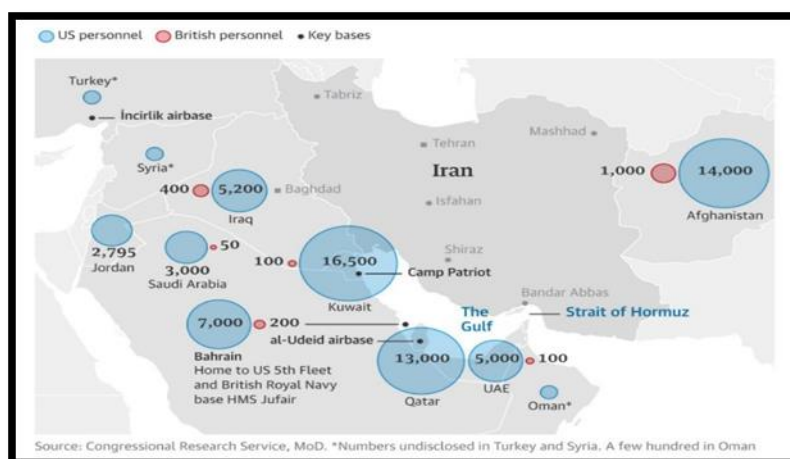 US personnel British personnel Key bases
Turkey*
İncirlik airbase
Tabriz
Tehran
Mashhad
Syria*
Iran
400 5,200
Iraq
Baghdad
1,000 14,000
Afghanistan
Isfahan
2,795
Jordan
50
3,000
Saudi Arabia
100 16,500
Kuwait
Camp Patriot
Shiraz
Bandar Abbas
The
Gulf
Strait of Hormuz
7,000 200
al-Udeid airbase
Bahrain
Home to US 5th Fleet
and British Royal Navy
base HMS Jufair
13,000
Qatar
5,000 100
UAE
Oman*
Source: Congressional Research Service, MoD. *Numbers undisclosed in Turkey and Syria. A few hundred in Oman